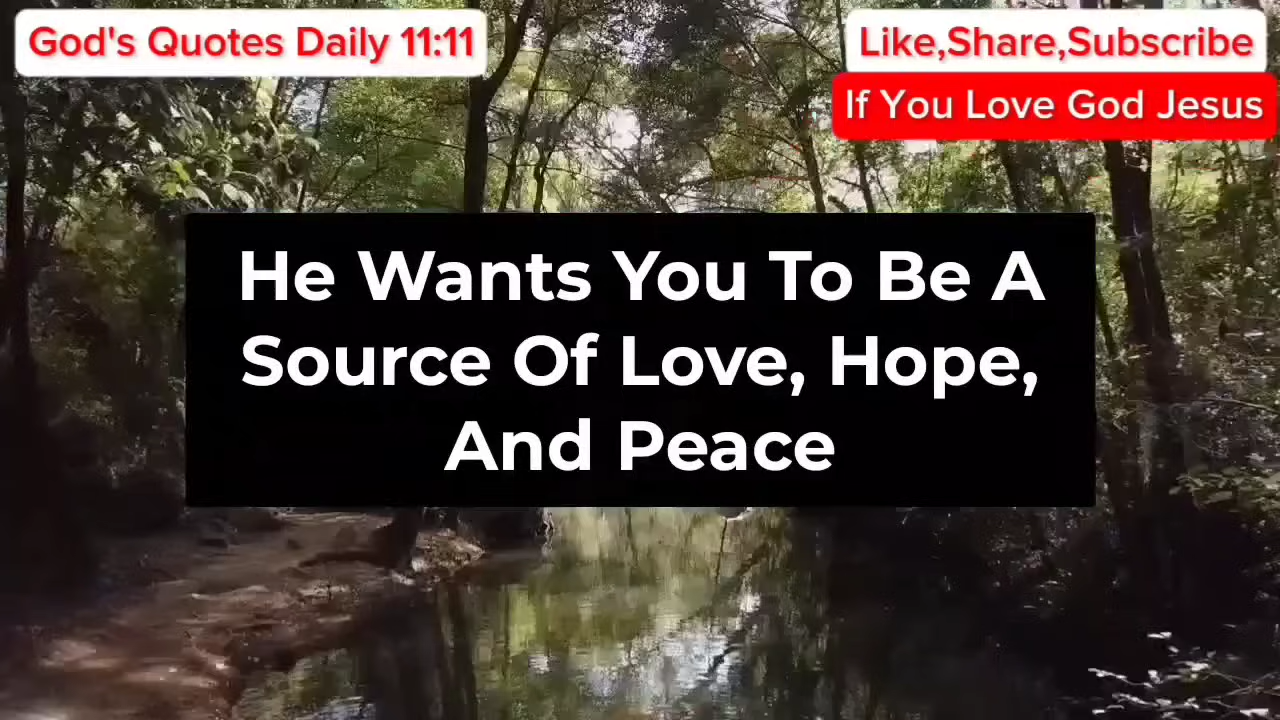 God's Quotes Daily 11:11
Like,Share,Subscribe
If You Love God Jesus
He Wants You To Be A
Source Of Love, Hope,
And Peace